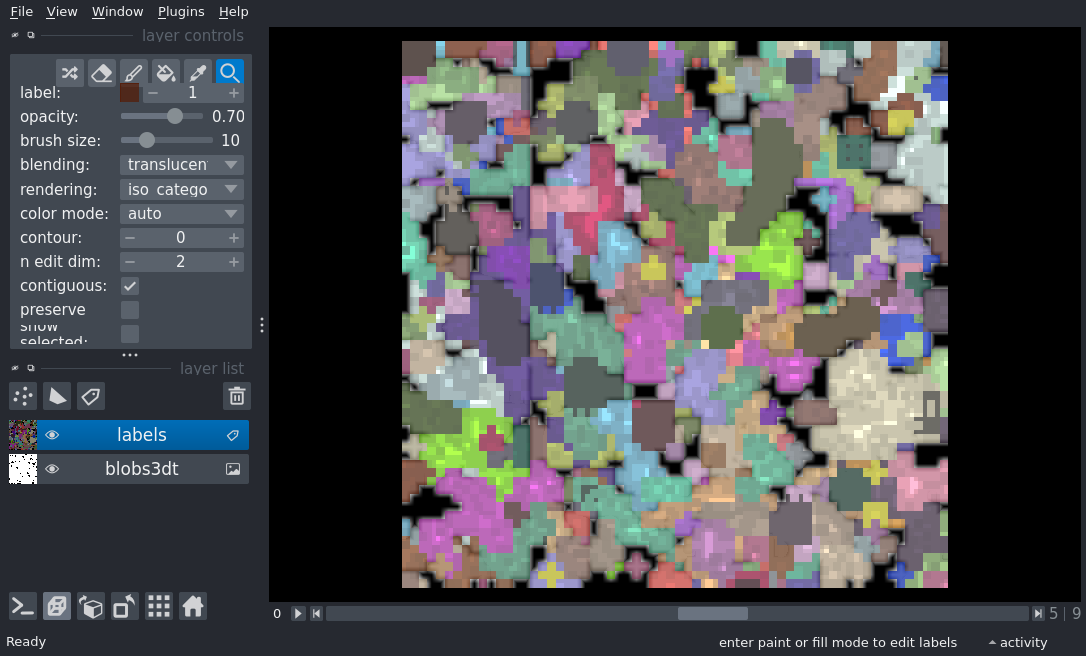 File View Window Plugins Help
layer controls
label: 1
opacity: 0.70
brush size: 10
blending: translucen
rendering: iso_catego
color mode: auto
contour: 0
n edit dim: 2
contiguous:
preserve
show
selected:
layer list
labels
blobs3dt
0 5 | 9
Ready enter paint or fill mode to edit labels activity